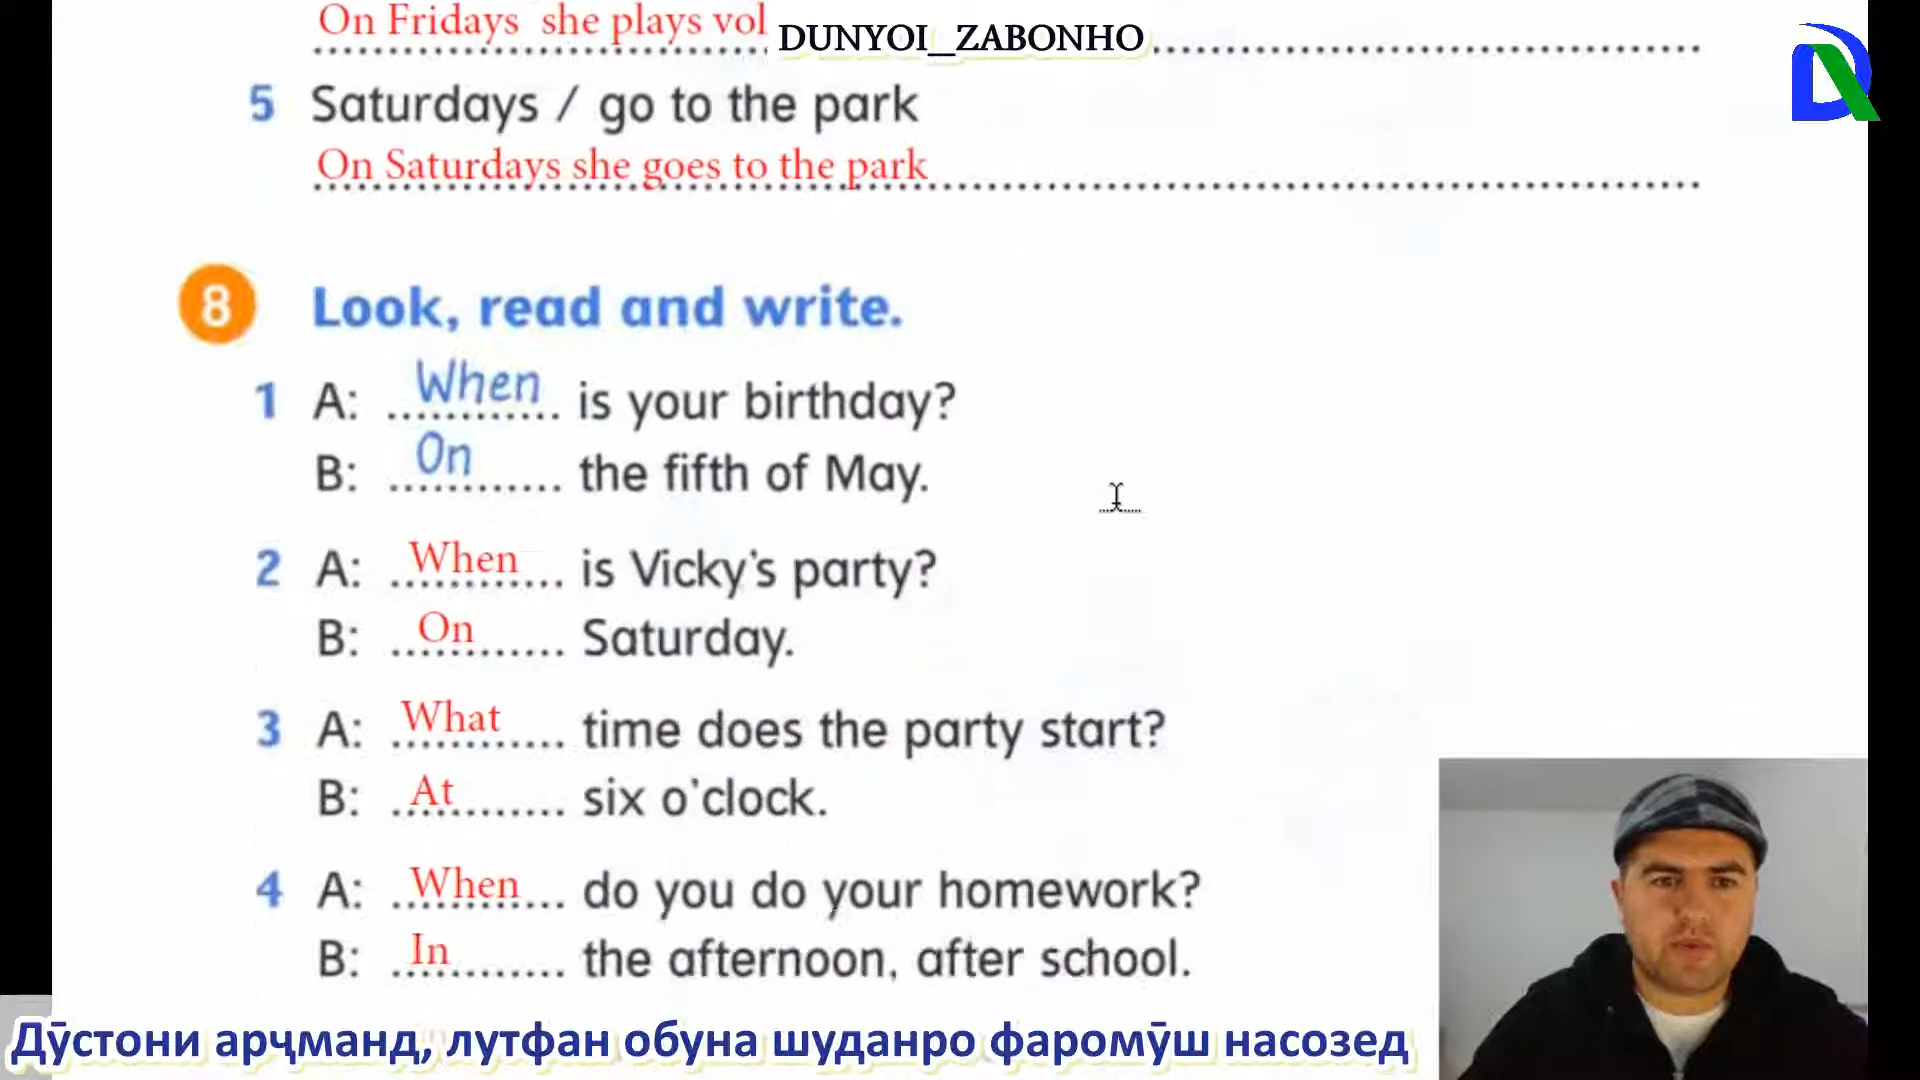 On Fridays she plays vol
DUNYOI_ZABONHO
5 Saturdays / go to the park
On Saturdays she goes to the park
8 Look, read and write.
1 A: When is your birthday?
B: On the fifth of May.
2 A: When is Vicky's party?
B: On Saturday.
3 A: What time does the party start?
B: At six o'clock.
4 A: When do you do your homework?
B: In the afternoon, after school.
Дӯстони арҷманд, лутфан обуна шуданро фаромӯш насозед